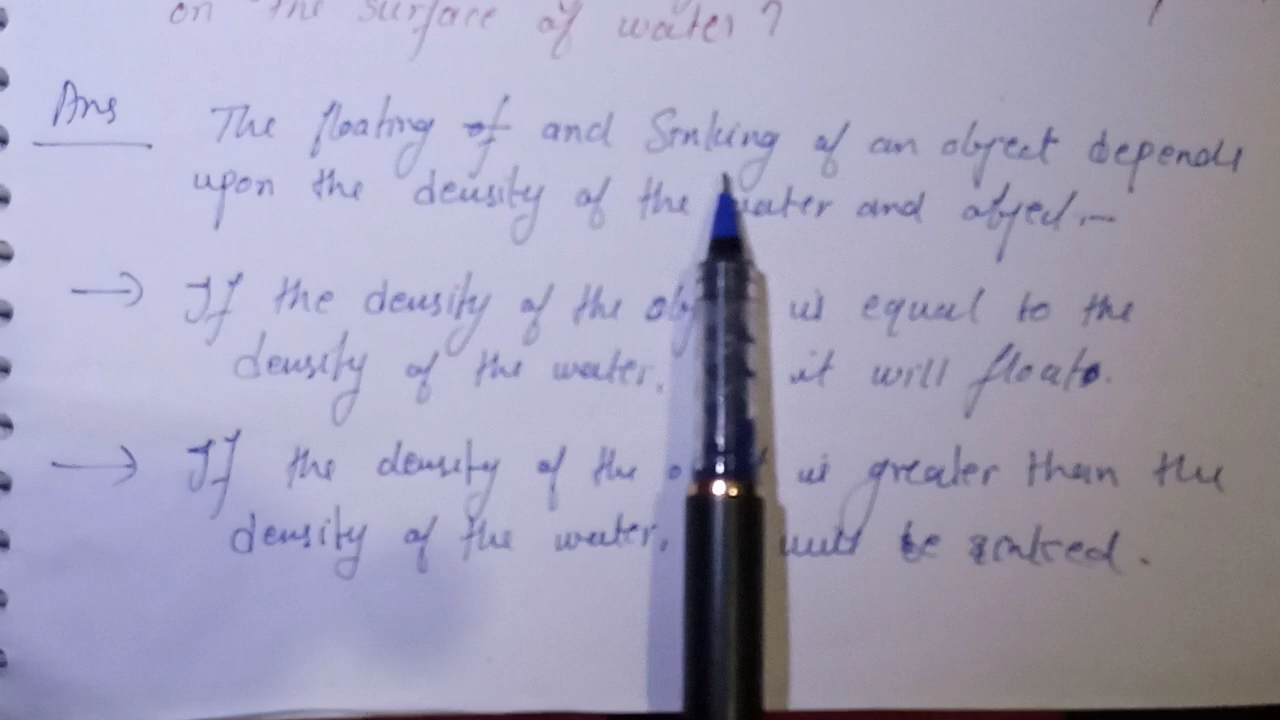 on the surface of water ?
Ans The floating of and Sinking of an object depends
upon the density of the water and object.—
→ If the density of the is equal to the
density of the water. it will floats.
→ If the density of the is greater than the
density of the water. will be sinked.